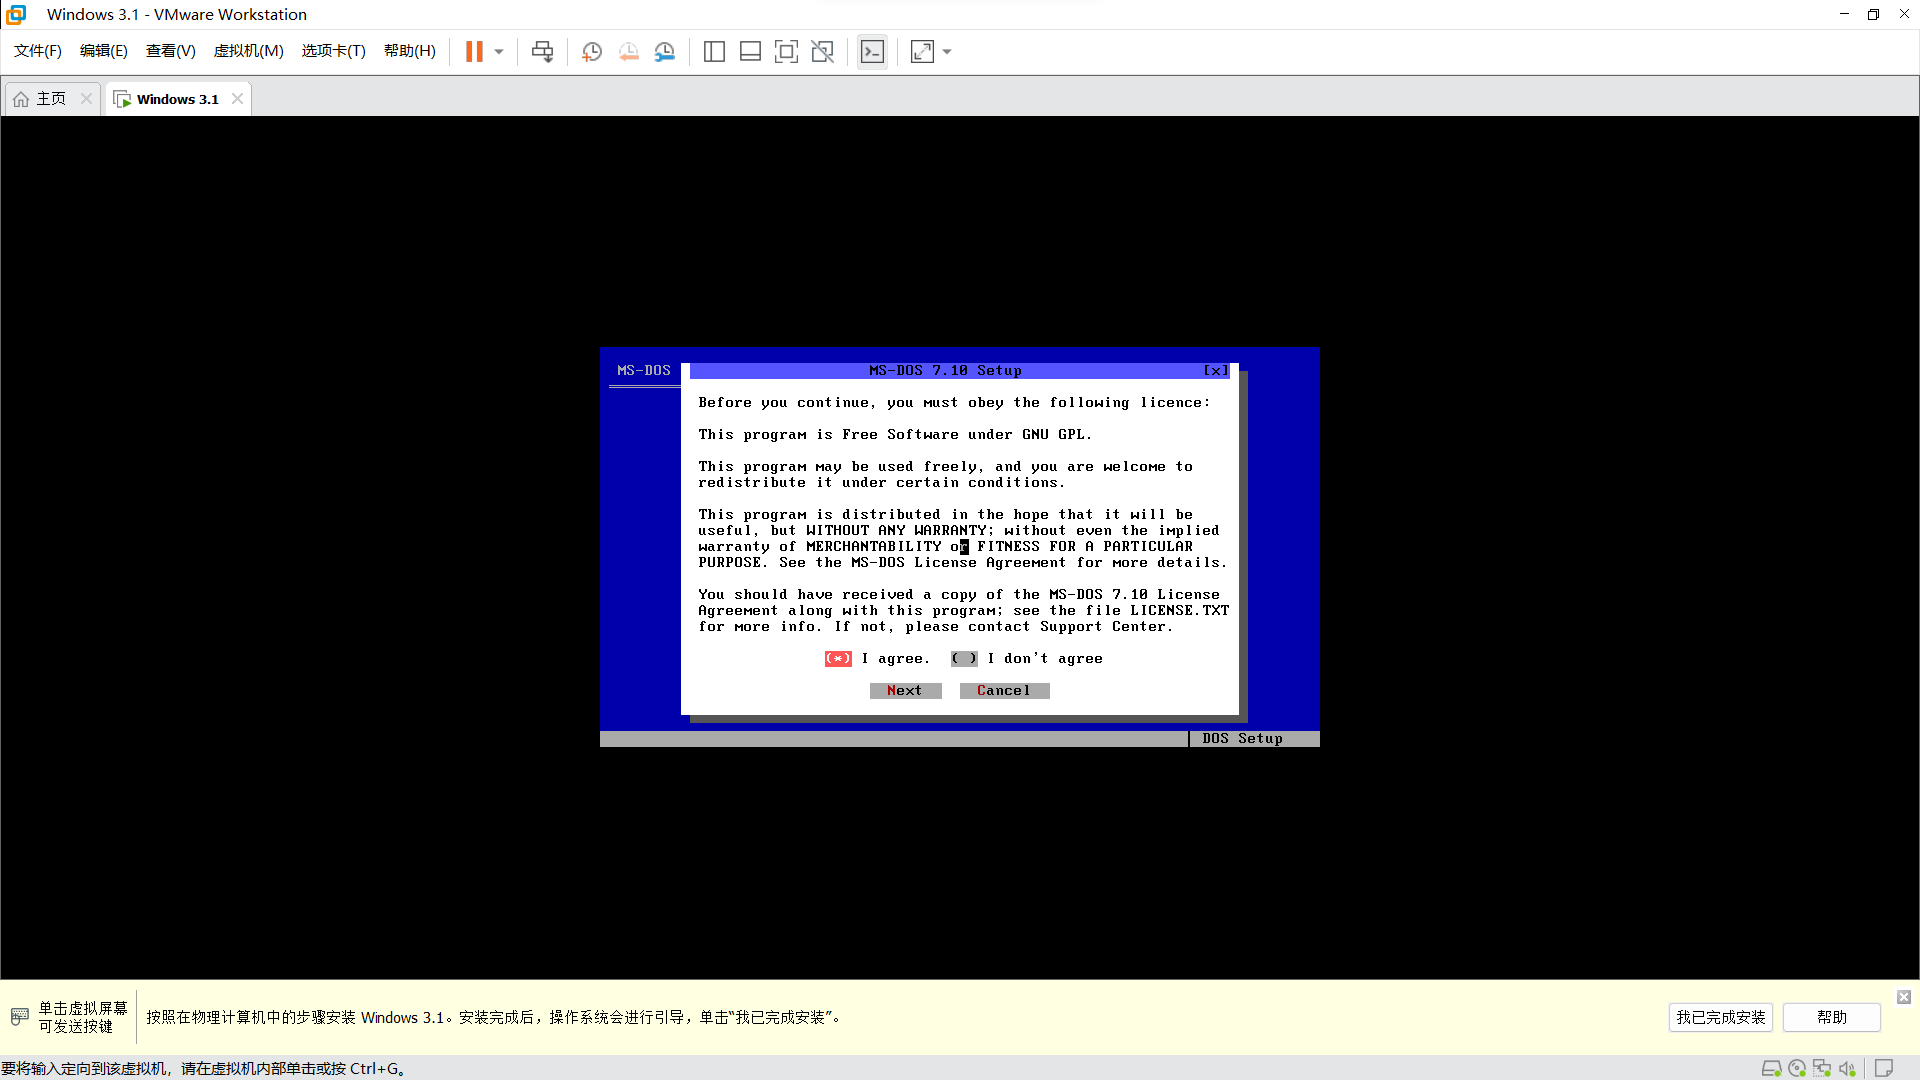 Windows 3.1 - VMware Workstation
文件(F) 编辑(E) 查看(V) 虚拟机(M) 选项卡(T) 帮助(H)
主页 Windows 3.1
MS-DOS
MS-DOS 7.10 Setup [x]
Before you continue, you must obey the following licence:
This program is Free Software under GNU GPL.
This program may be used freely, and you are welcome to
redistribute it under certain conditions.
This program is distributed in the hope that it will be
useful, but WITHOUT ANY WARRANTY; without even the implied
warranty of MERCHANTABILITY or FITNESS FOR A PARTICULAR
PURPOSE. See the MS-DOS License Agreement for more details.
You should have received a copy of the MS-DOS 7.10 License
Agreement along with this program; see the file LICENSE.TXT
for more info. If not, please contact Support Center.
(*) I agree. ( ) I don't agree
Next Cancel
DOS Setup
单击虚拟屏幕
可发送按键
按照在物理计算机中的步骤安装 Windows 3.1。安装完成后，操作系统会进行引导，单击“我已完成安装”。
我已完成安装 帮助
要将输入定向到该虚拟机，请在虚拟机内部单击或按 Ctrl+G。